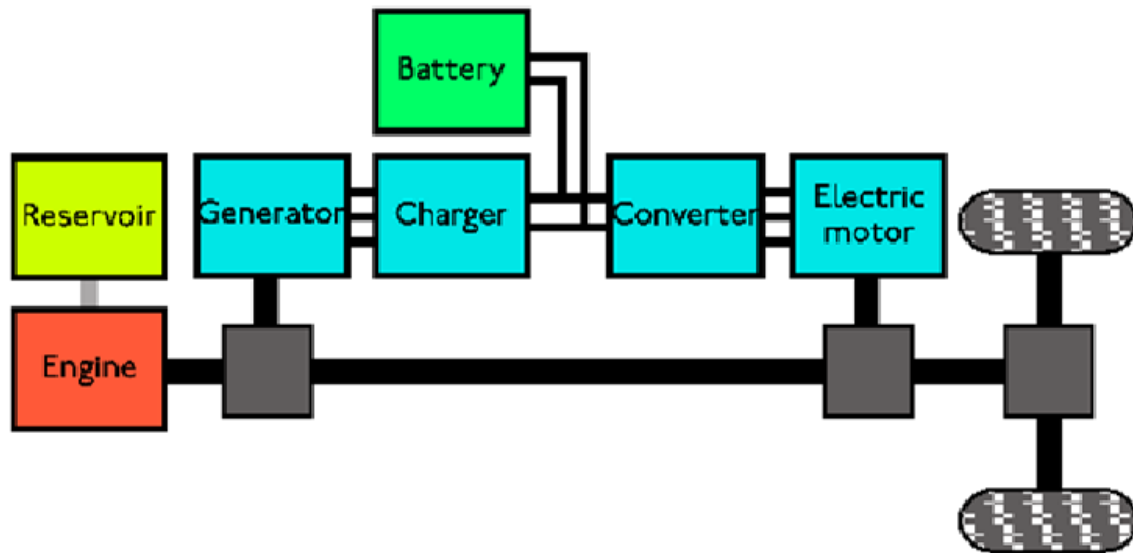 Battery
Reservoir
Generator
Charger
Converter
Electric
motor
Engine